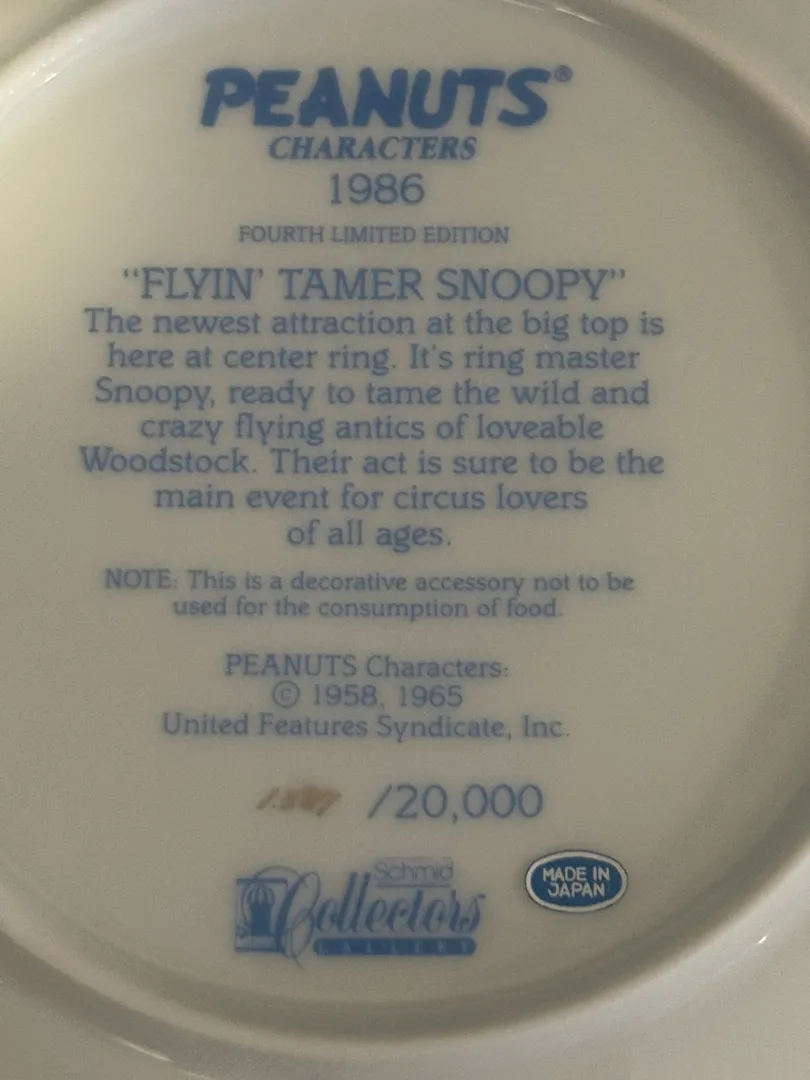 PEANUTS®
CHARACTERS
1986
FOURTH LIMITED EDITION
“FLYIN’ TAMER SNOOPY”
The newest attraction at the big top is
here at center ring. It's ring master
Snoopy, ready to tame the wild and
crazy flying antics of loveable
Woodstock. Their act is sure to be the
main event for circus lovers
of all ages.
NOTE: This is a decorative accessory not to be
used for the consumption of food.
PEANUTS Characters:
© 1958, 1965
United Features Syndicate, Inc.
/20,000
Schmid
Collectors
GALLERY
MADE IN
JAPAN